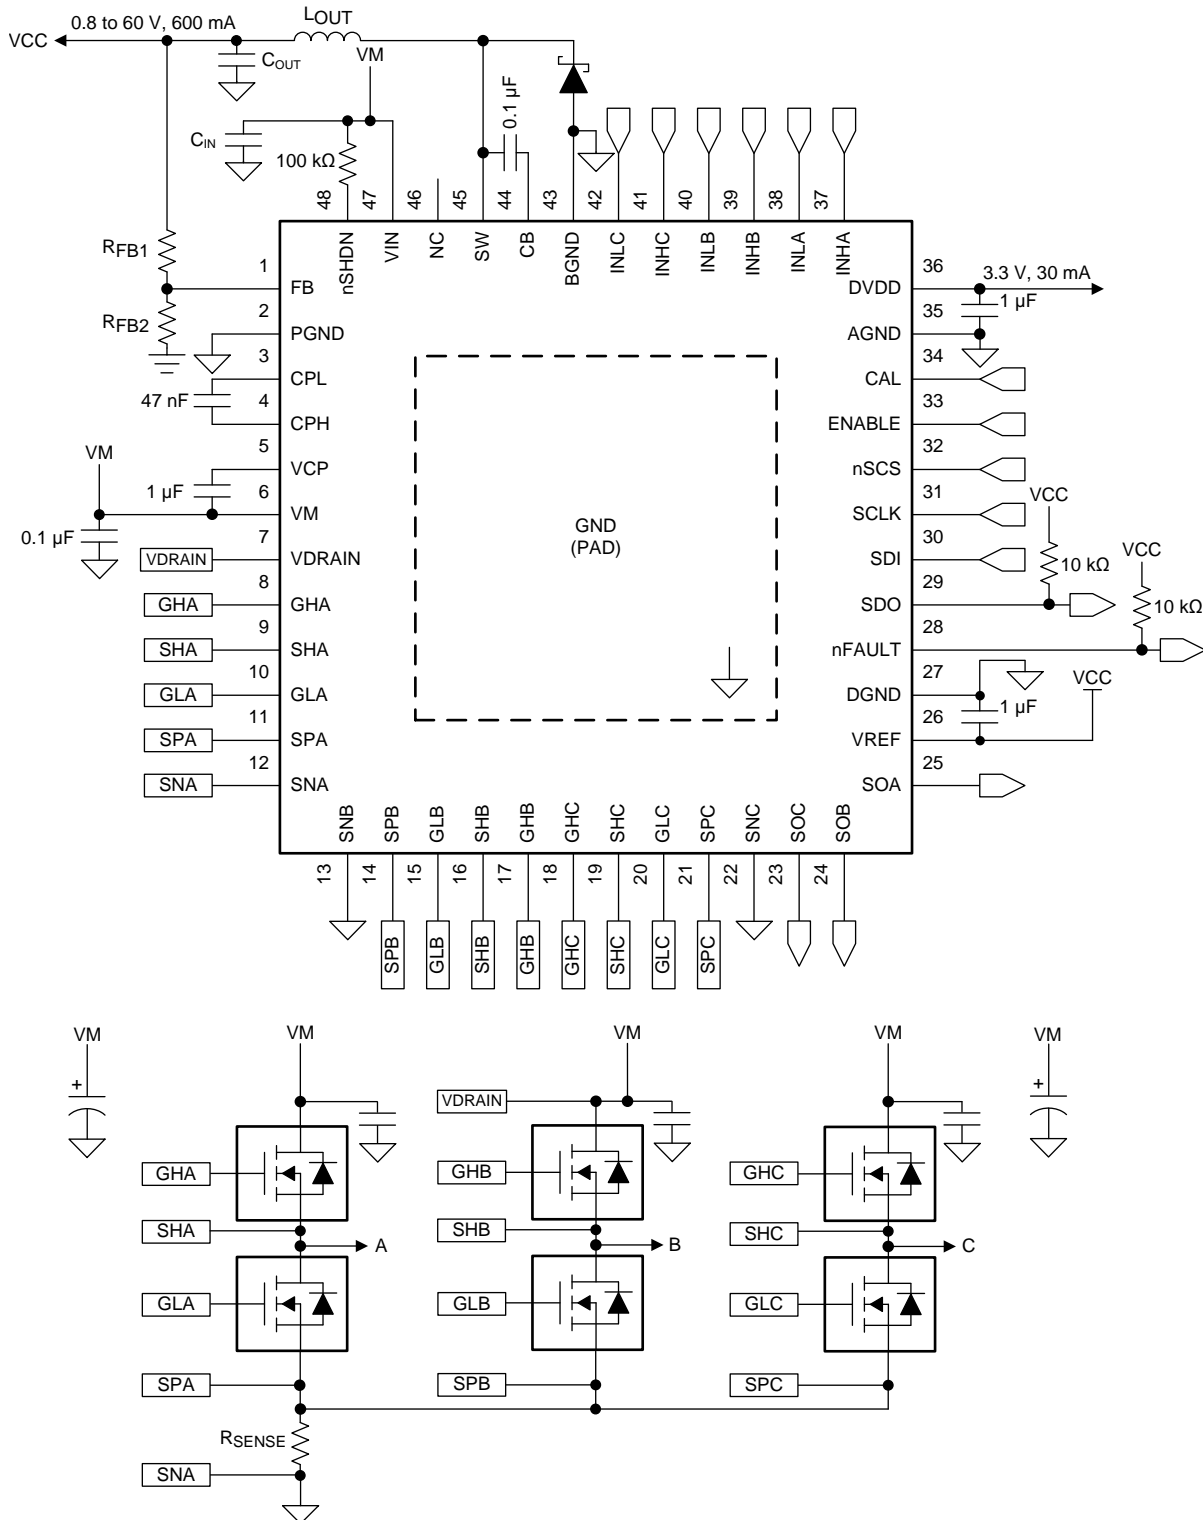 0.8 to 60 V, 600 mA
LOUT
VCC
VM
COUT
CIN
100 kΩ
0.1 µF
48
47
46
45
44
43
42
41
40
39
38
37
nSHDN
VIN
NC
SW
CB
BGND
INLC
INHC
INLB
INHB
INLA
INHA
RFB1
RFB2
1
FB
2
PGND
3
CPL
47 nF
4
CPH
5
VM
VCP
1 µF
6
VM
0.1 µF
7
VDRAIN
VDRAIN
8
GHA
GHA
9
SHA
SHA
10
GLA
GLA
11
SPA
SPA
12
SNA
SNA
GND
(PAD)
36
3.3 V, 30 mA
DVDD
1 µF
35
AGND
34
CAL
33
ENABLE
32
nSCS
31
VCC
SCLK
30
VCC
SDI
10 kΩ
29
SDO
10 kΩ
28
nFAULT
27
VCC
DGND
1 µF
26
VREF
25
SOA
SNB
SPB
GLB
SHB
GHB
GHC
SHC
GLC
SPC
SNC
SOC
SOB
13
14
15
16
17
18
19
20
21
22
23
24
SPB
GLB
SHB
GHB
GHC
SHC
GLC
SPC
VM
VM
VM
VM
VM
+
VDRAIN
+
GHA
GHB
GHC
SHA
SHB
SHC
A
B
C
GLA
GLB
GLC
SPA
SPB
SPC
RSENSE
SNA